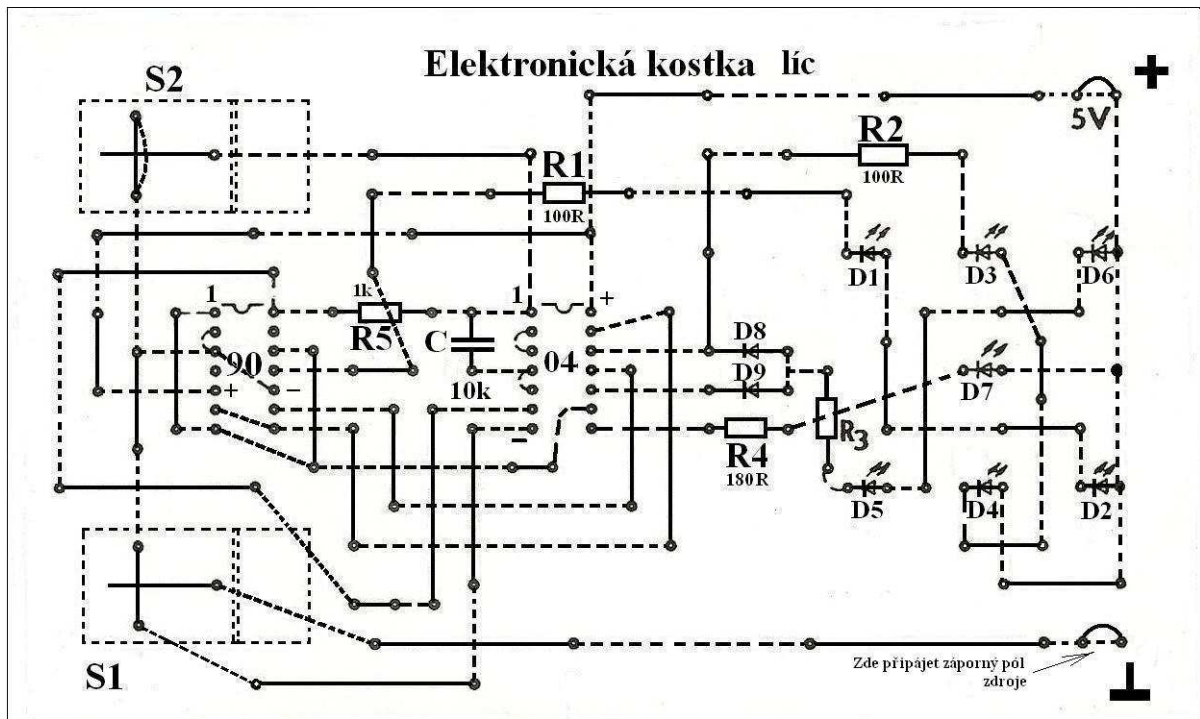 Elektronická kostka líc
+
S2
5V
R2
100R
R1
100R
D1
D3
D6
1
1k
R5
1
+
C
90
04
D8
D9
D7
+
-
10k
-
R3
R4
180R
D5
D4
D2
S1
Zde připájet záporný pól
zdroje